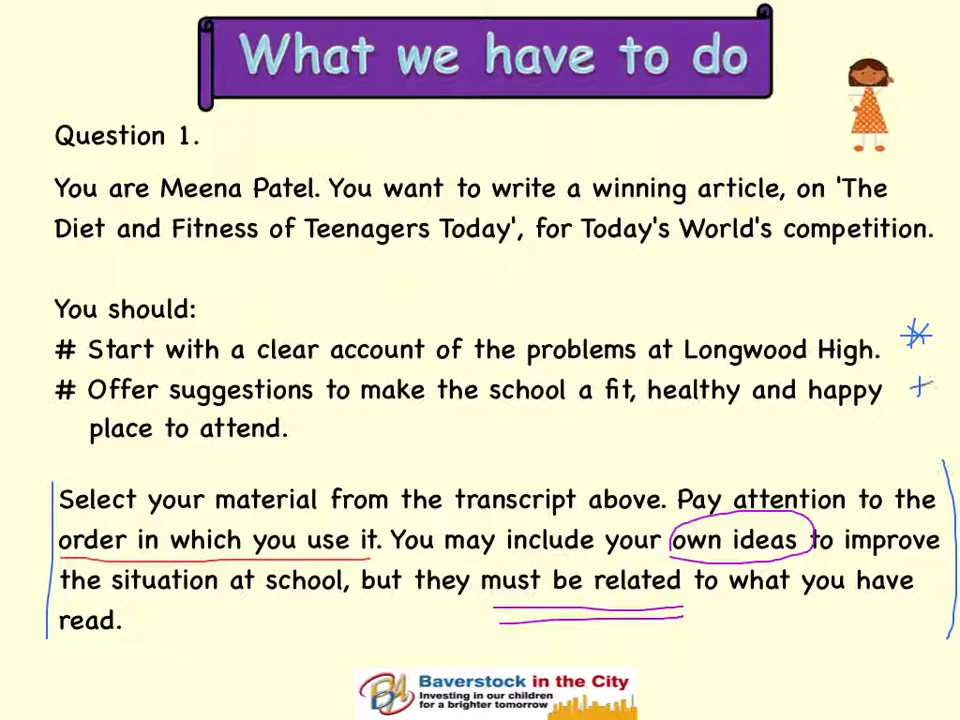 What we have to do
Question 1.
You are Meena Patel. You want to write a winning article, on 'The
Diet and Fitness of Teenagers Today', for Today's World's competition.
You should:
# Start with a clear account of the problems at Longwood High.
# Offer suggestions to make the school a fit, healthy and happy
place to attend.
Select your material from the transcript above. Pay attention to the
order in which you use it. You may include your own ideas to improve
the situation at school, but they must be related to what you have
read.
Baverstock in the City
Investing in our children
for a brighter tomorrow